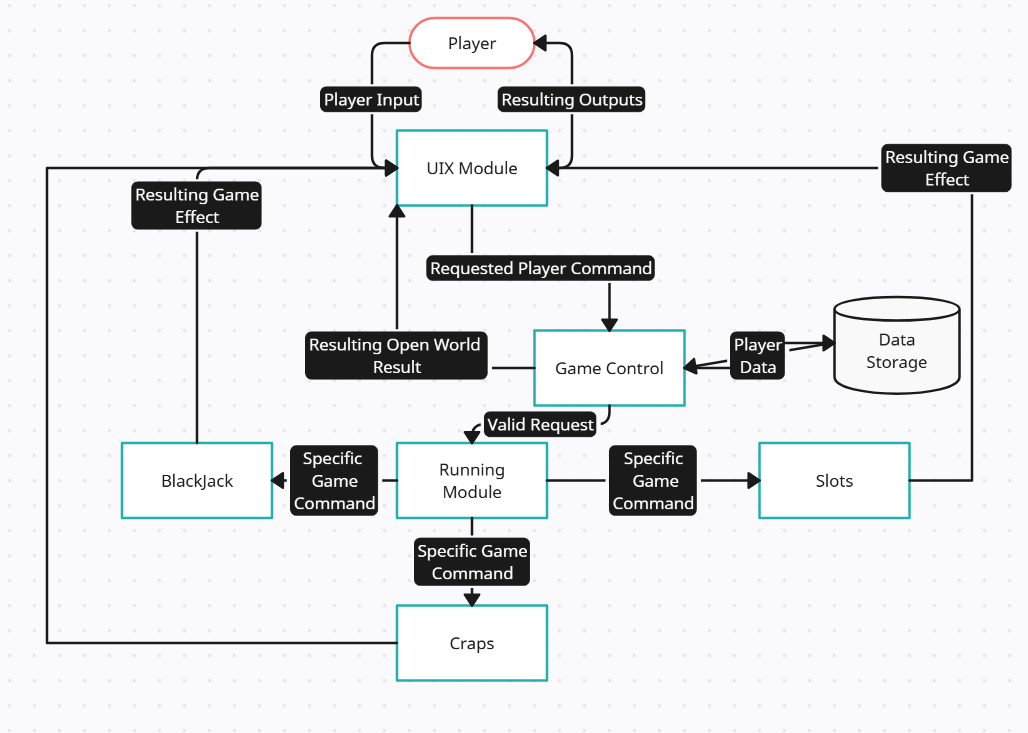 Player
Player Input
Resulting Outputs
UIX Module
Resulting Game
Effect
Resulting Game
Effect
Requested Player Command
Resulting Open World
Result
Game Control
Player
Data
Data
Storage
Valid Request
BlackJack
Specific
Game
Command
Running
Module
Specific
Game
Command
Slots
Specific Game
Command
Craps